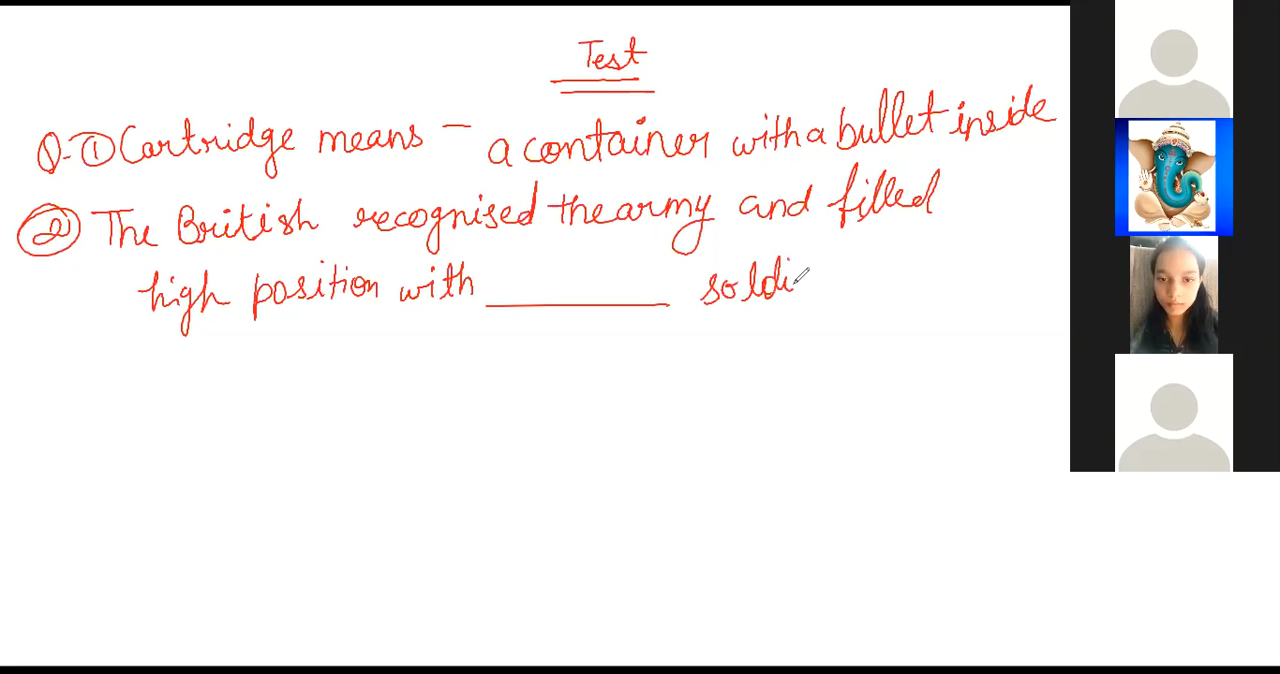 Test
Q-① Cartridge means - a container with a bullet inside
② The British recognised the army and filled
high position with ________ soldi